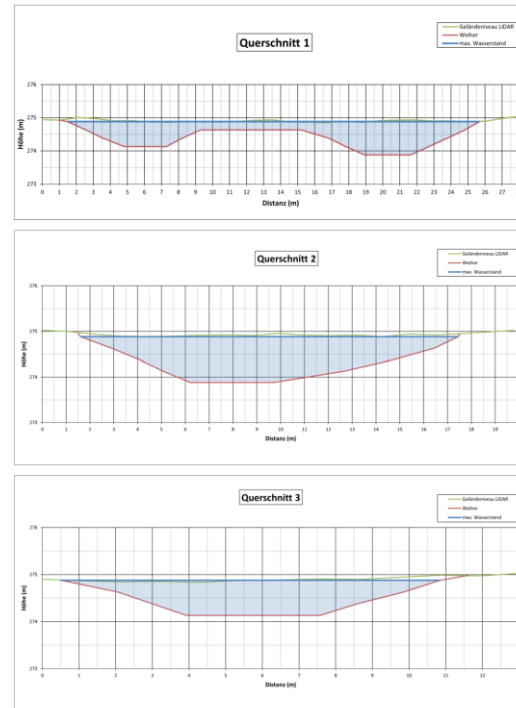 Querschnitt 1
Geländeniveau LIDAR
Weiher
max. Wasserstand
276
275
274
273
Höhe (m)
0 1 2 3 4 5 6 7 8 9 10 11 12 13 14 15 16 17 18 19 20 21 22 23 24 25 26 27
Distanz (m)
Querschnitt 2
Geländeniveau LIDAR
Weiher
max. Wasserstand
276
275
274
273
Höhe (m)
0 1 2 3 4 5 6 7 8 9 10 11 12 13 14 15 16 17 18 19
Distanz (m)
Querschnitt 3
Geländeniveau LIDAR
Weiher
max. Wasserstand
276
275
274
273
Höhe (m)
0 1 2 3 4 5 6 7 8 9 10 11 12
Distanz (m)